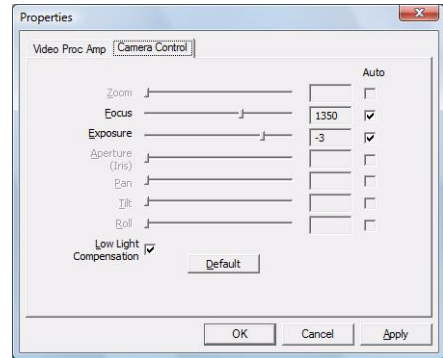 Properties
Video Proc Amp
Camera Control
Auto
Zoom
Focus
1350
Exposure
-3
Aperture
(Iris)
Pan
Tilt
Roll
Low Light
Compensation
Default
OK
Cancel
Apply